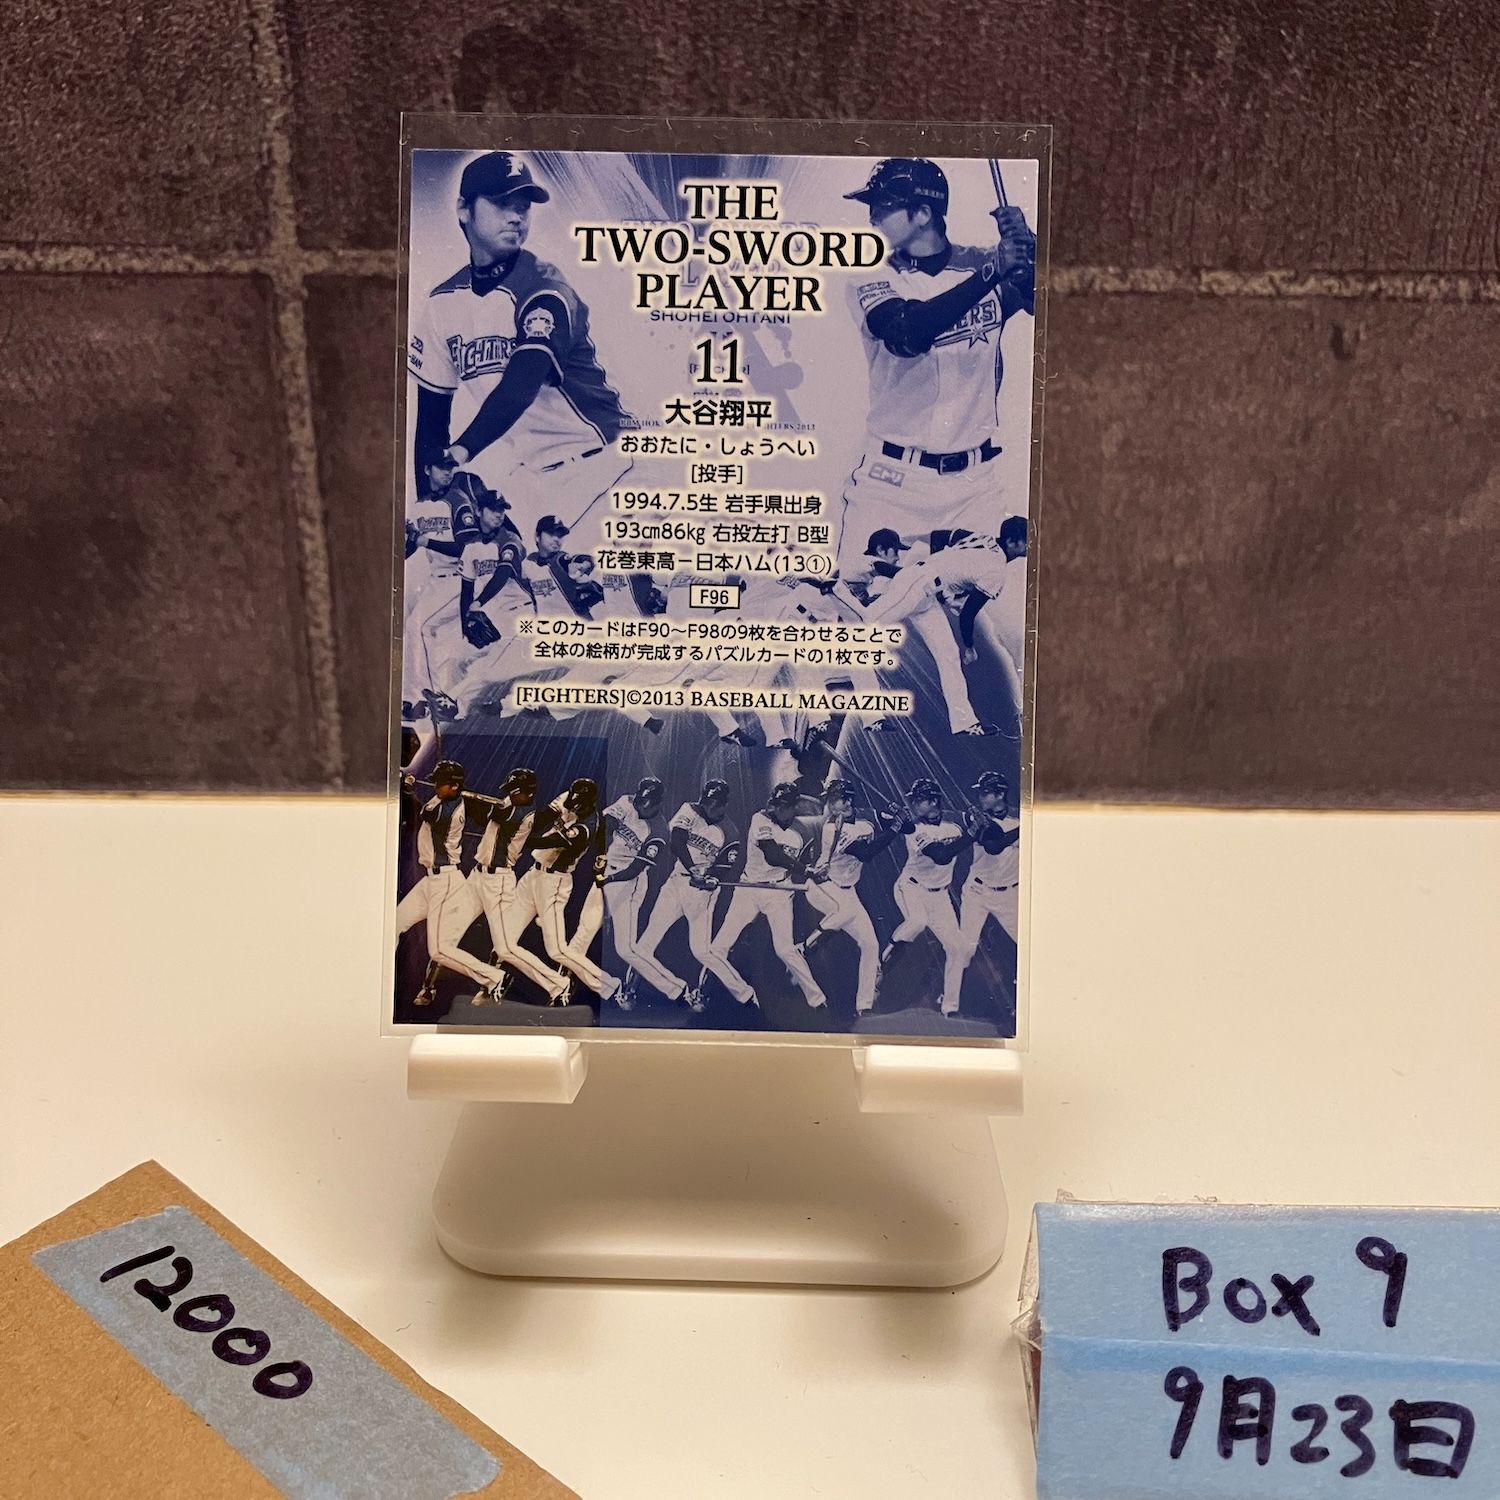 THE
TWO-SWORD
PLAYER
SHOHEI OHTANI
11
大谷翔平
おおたに・しょうへい
[投手]
1994.7.5生 岩手県出身
193cm86kg 右投左打 B型
花巻東高－日本ハム(13①)
F96
※このカードはF90～F98の9枚を合わせることで
全体の絵柄が完成するパズルカードの1枚です。
[FIGHTERS]©2013 BASEBALL MAGAZINE
FIGHTERS
12000
Box 9
9月23日